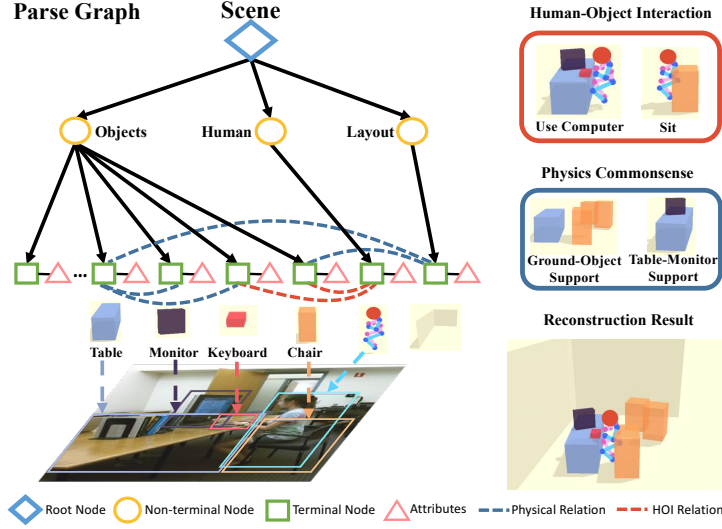 Parse Graph
Scene
Objects
Human
Layout
...
Table
Monitor
Keyboard
Chair
Human-Object Interaction
Use Computer
Sit
Physics Commonsense
Ground-Object
Support
Table-Monitor
Support
Reconstruction Result
Root Node
Non-terminal Node
Terminal Node
Attributes
Physical Relation
HOI Relation